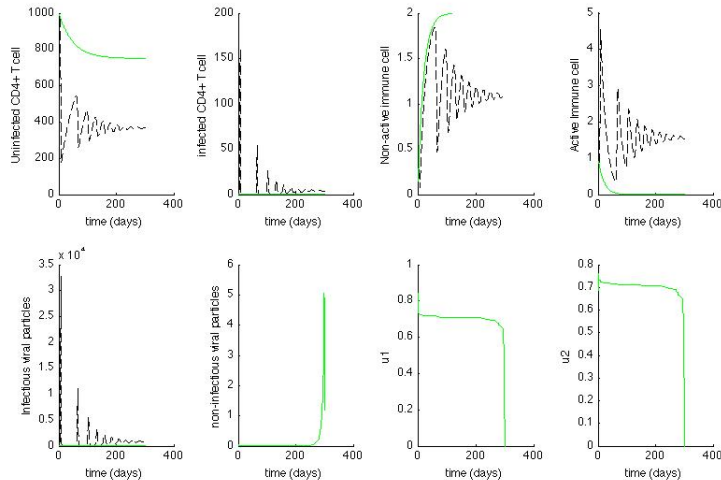 1000
800
600
400
200
0
Uninfected CD4+ T cell
0 200 400
time (days)
200
150
100
50
0
infected CD4+ T cell
0 200 400
time (days)
2
1.5
1
0.5
0
Non-active immune cell
0 200 400
time (days)
5
4
3
2
1
0
Active Immune cell
0 200 400
time (days)
x 10^4
3.5
3
2.5
2
1.5
1
0.5
0
Infectious viral particles
0 200 400
time (days)
6
5
4
3
2
1
0
non-infectious viral particles
0 200 400
time (days)
1
0.8
0.6
0.4
0.2
0
u1
0 200 400
time (days)
0.8
0.7
0.6
0.5
0.4
0.3
0.2
0.1
0
u2
0 200 400
time (days)